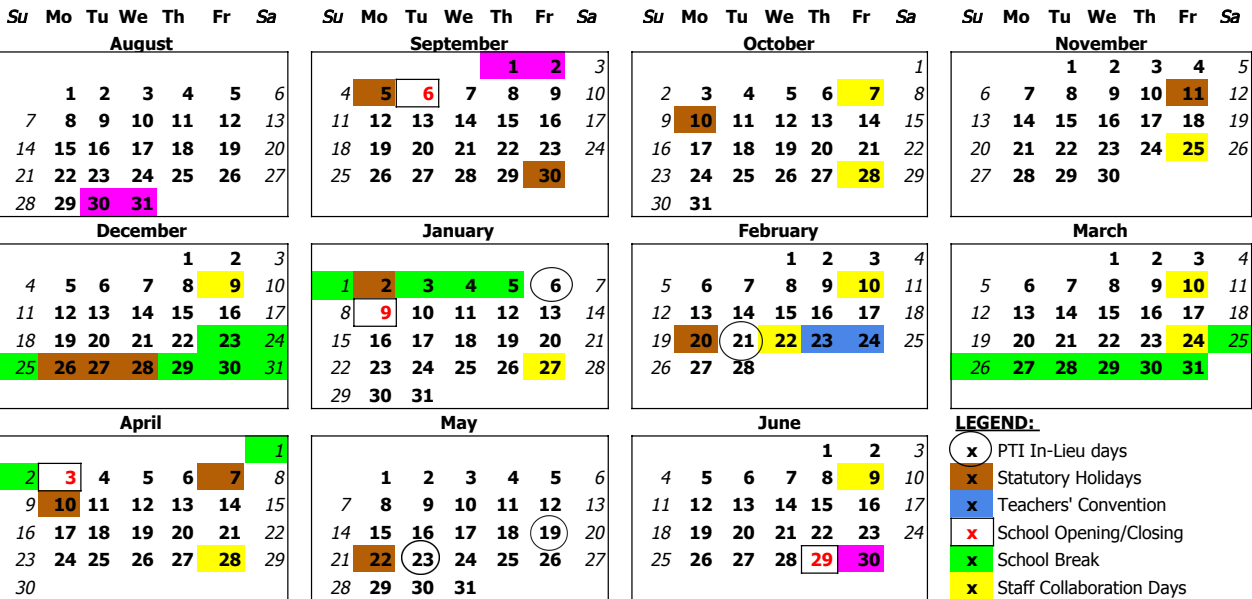 Su Mo Tu We Th Fr Sa Su Mo Tu We Th Fr Sa Su Mo Tu We Th Fr Sa Su Mo Tu We Th Fr Sa
August September October November
1 2 3 1 1 2 3 4 5
1 2 3 4 5 6 4 5 6 7 8 9 10 2 3 4 5 6 7 8 6 7 8 9 10 11 12
7 8 9 10 11 12 13 11 12 13 14 15 16 17 9 10 11 12 13 14 15 13 14 15 16 17 18 19
14 15 16 17 18 19 20 18 19 20 21 22 23 24 16 17 18 19 20 21 22 20 21 22 23 24 25 26
21 22 23 24 25 26 27 25 26 27 28 29 30 23 24 25 26 27 28 29 27 28 29 30
28 29 30 31 30 31
December January February March
1 2 3 1 2 3 4 1 2 3 4
4 5 6 7 8 9 10 1 2 3 4 5 6 7 5 6 7 8 9 10 11 5 6 7 8 9 10 11
11 12 13 14 15 16 17 8 9 10 11 12 13 14 12 13 14 15 16 17 18 12 13 14 15 16 17 18
18 19 20 21 22 23 24 15 16 17 18 19 20 21 19 20 21 22 23 24 25 19 20 21 22 23 24 25
25 26 27 28 29 30 31 22 23 24 25 26 27 28 26 27 28 26 27 28 29 30 31
29 30 31
April May June LEGEND:
1 1 2 3 x PTI In-Lieu days
2 3 4 5 6 7 8 1 2 3 4 5 6 4 5 6 7 8 9 10 x Statutory Holidays
9 10 11 12 13 14 15 7 8 9 10 11 12 13 11 12 13 14 15 16 17 x Teachers' Convention
16 17 18 19 20 21 22 14 15 16 17 18 19 20 18 19 20 21 22 23 24 x School Opening/Closing
23 24 25 26 27 28 29 21 22 23 24 25 26 27 25 26 27 28 29 30 x School Break
30 28 29 30 31 x Staff Collaboration Days